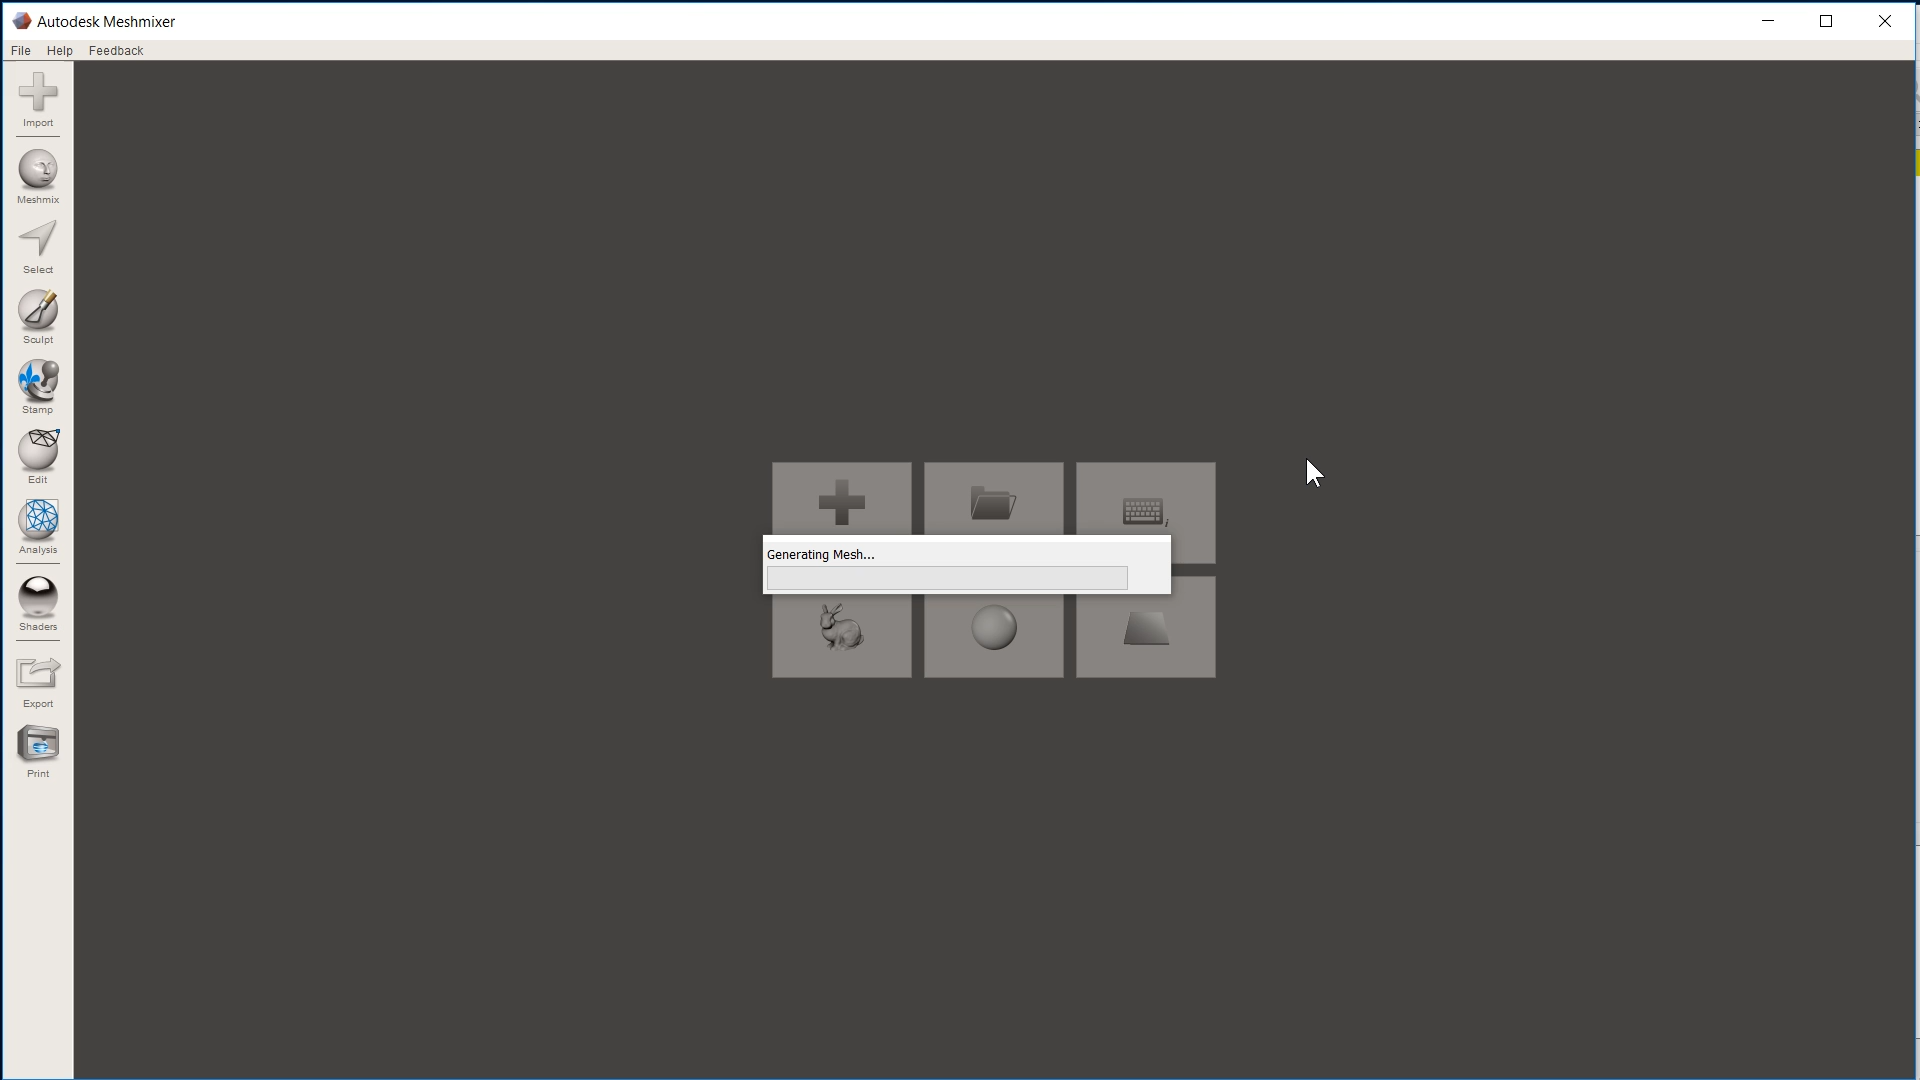 Autodesk Meshmixer
File Help Feedback
Import
Meshmix
Select
Sculpt
Stamp
Edit
Analysis
Shaders
Export
Print
Generating Mesh...
i